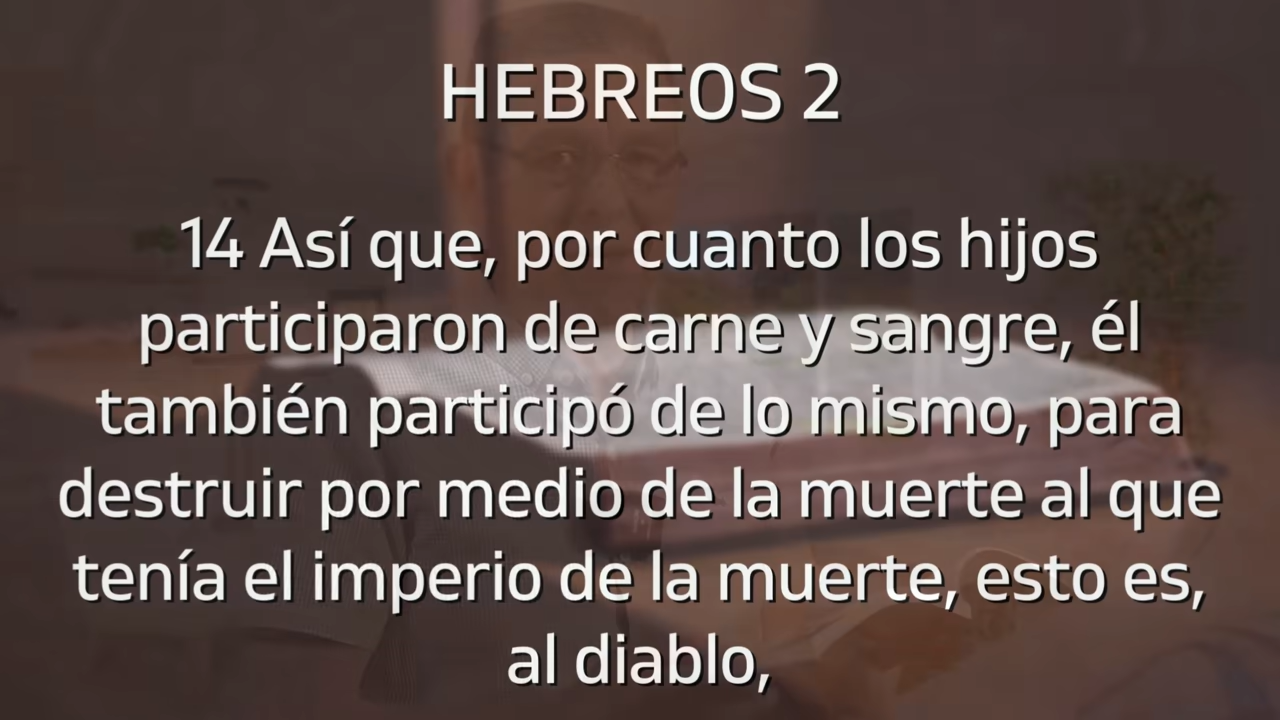 HEBREOS 2
14 Así que, por cuanto los hijos
participaron de carne y sangre, él
también participó de lo mismo, para
destruir por medio de la muerte al que
tenía el imperio de la muerte, esto es,
al diablo,